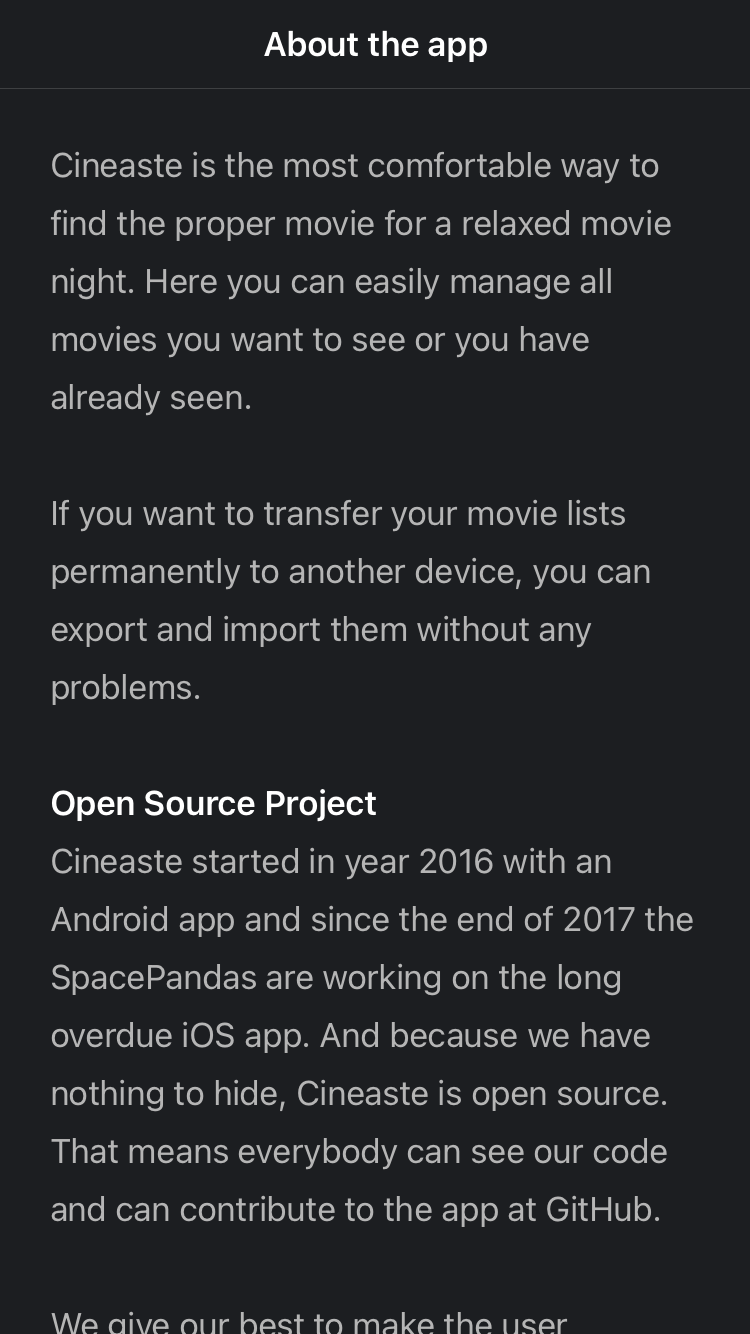 About the app
Cineaste is the most comfortable way to
find the proper movie for a relaxed movie
night. Here you can easily manage all
movies you want to see or you have
already seen.
If you want to transfer your movie lists
permanently to another device, you can
export and import them without any
problems.
Open Source Project
Cineaste started in year 2016 with an
Android app and since the end of 2017 the
SpacePandas are working on the long
overdue iOS app. And because we have
nothing to hide, Cineaste is open source.
That means everybody can see our code
and can contribute to the app at GitHub.
We give our best to make the user